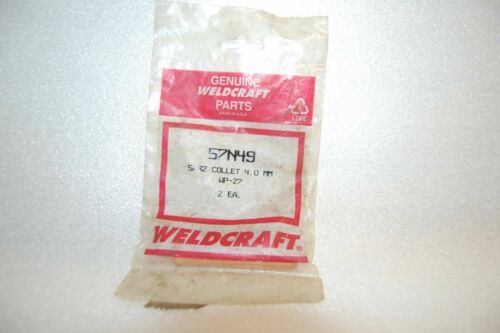 GENUINE
WELDCRAFT
PARTS
MADE IN U.S.A.
LDPE
57N49
5/32 COLLET 4.0 MM
WP-27
2 EA.
WELDCRAFT®